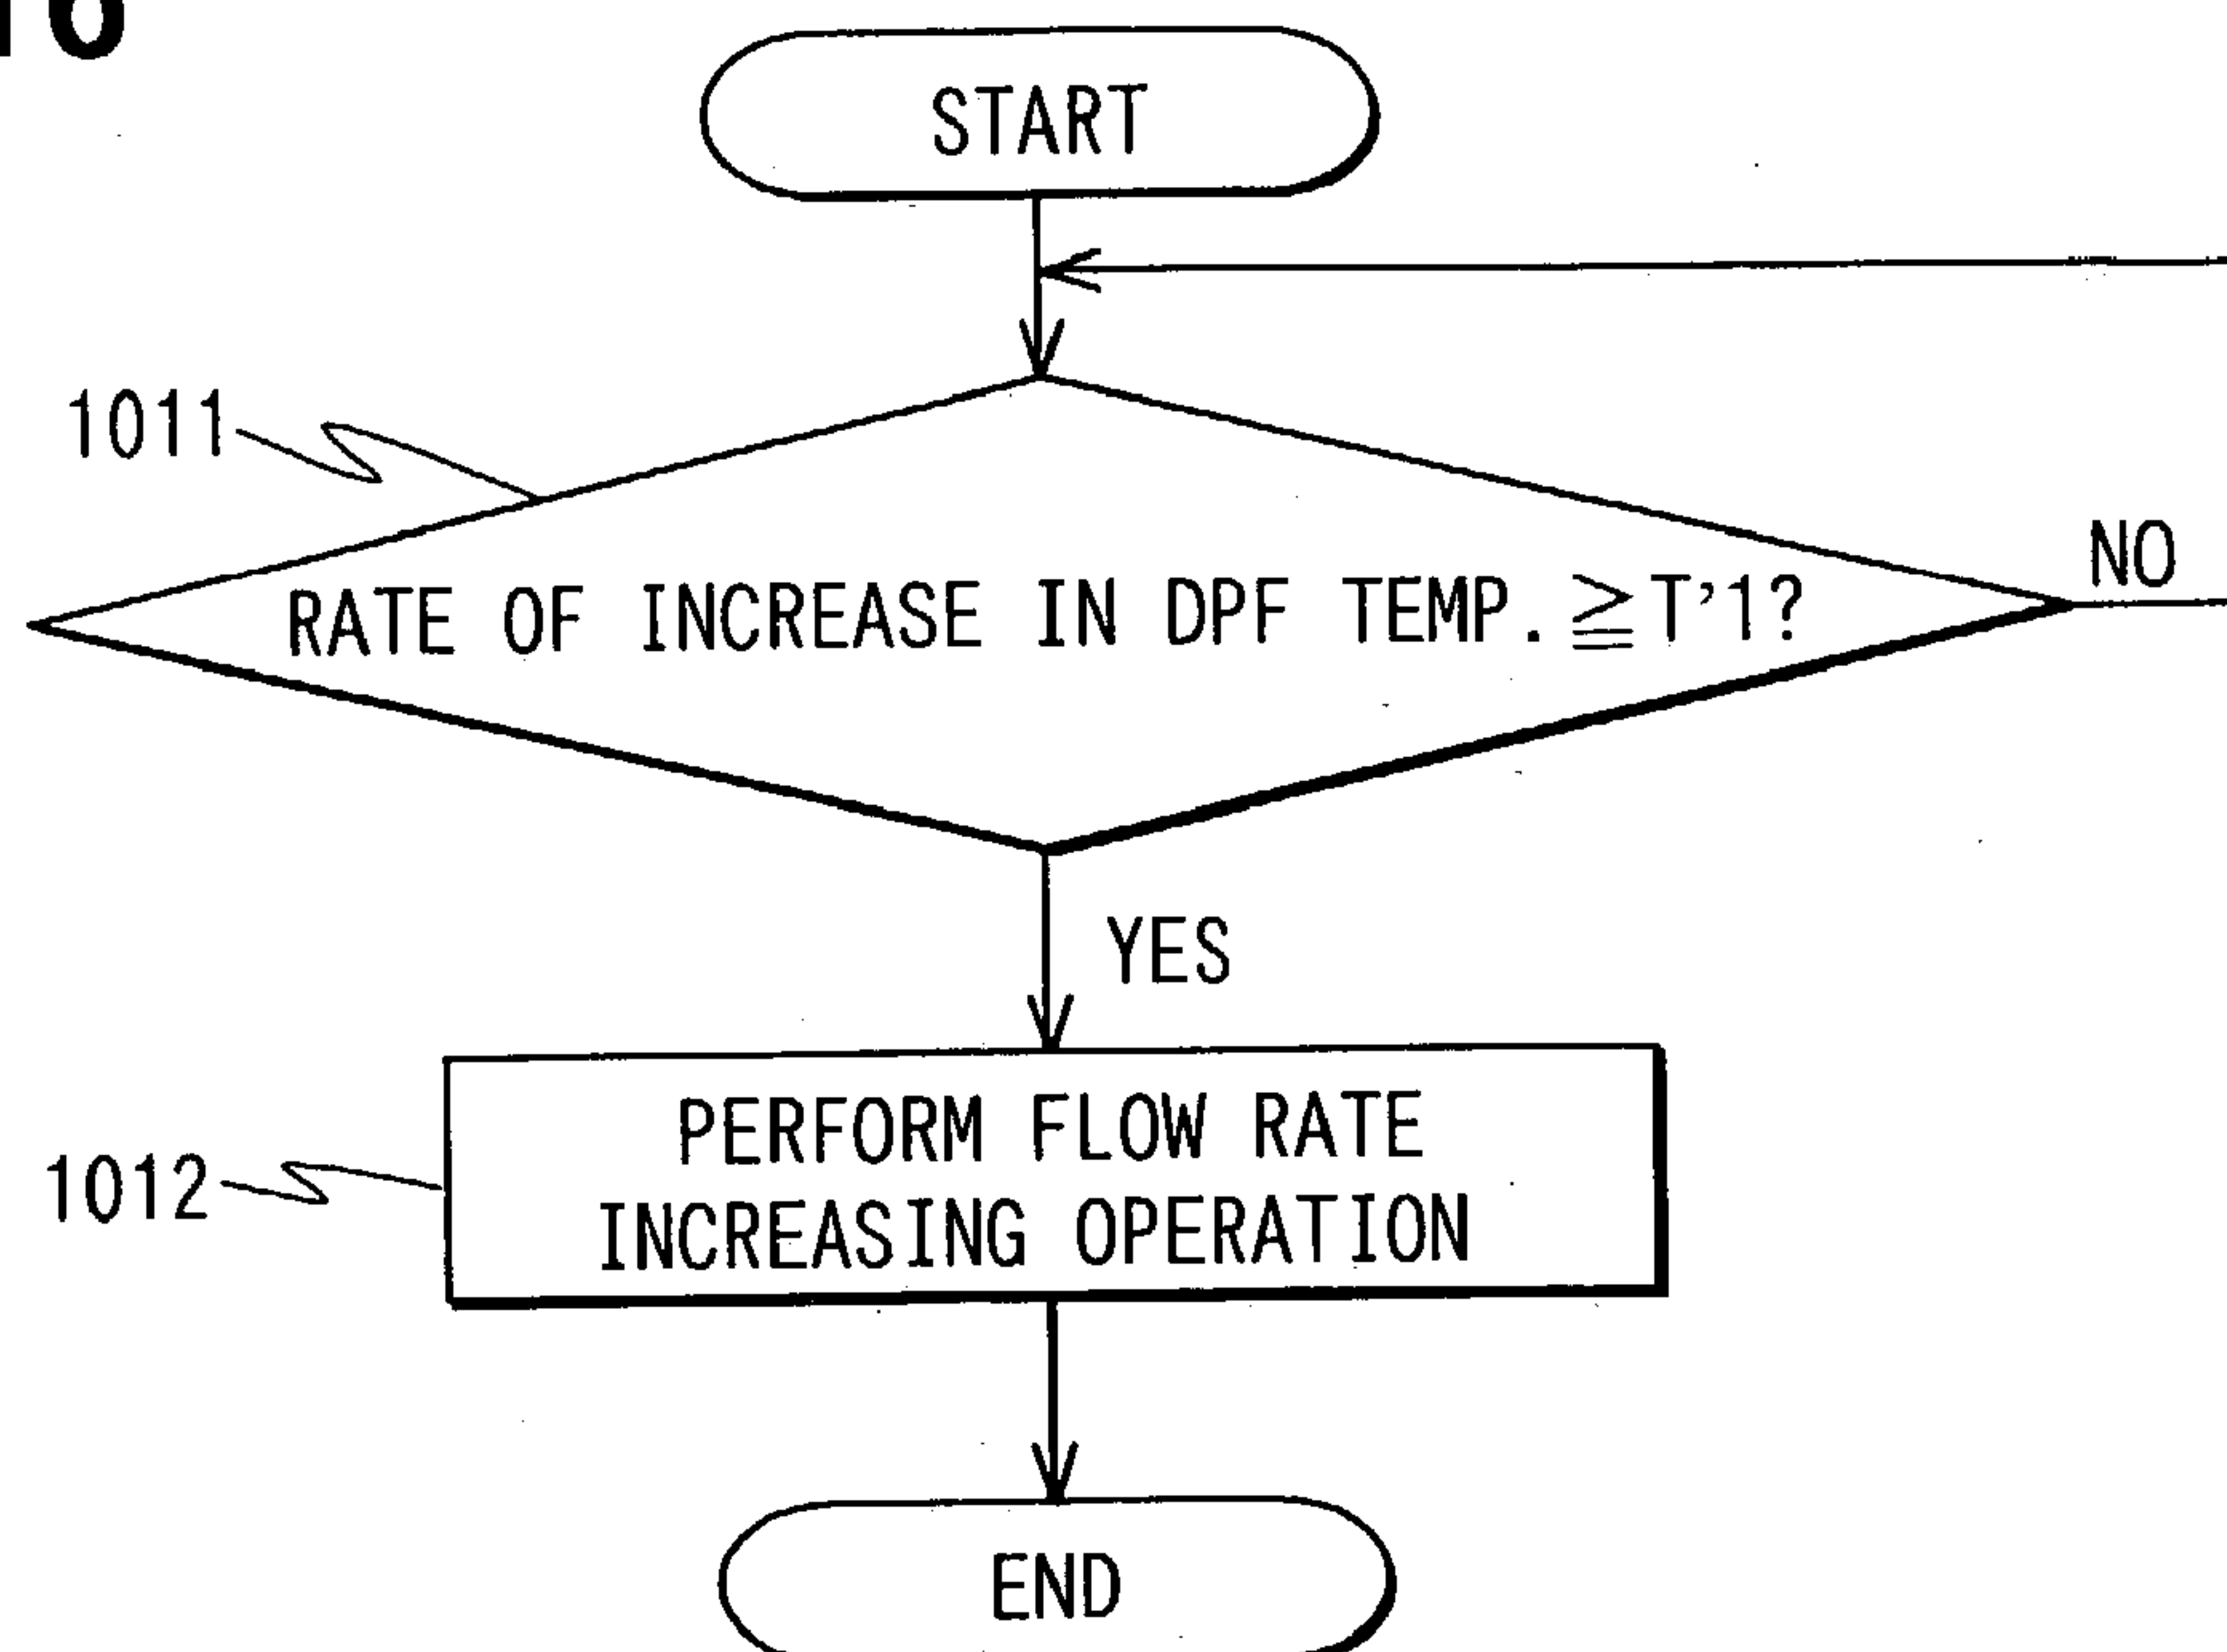 START
1011
RATE OF INCREASE IN DPF TEMP. ≧ T'1?
NO
YES
PERFORM FLOW RATE
INCREASING OPERATION
1012
END